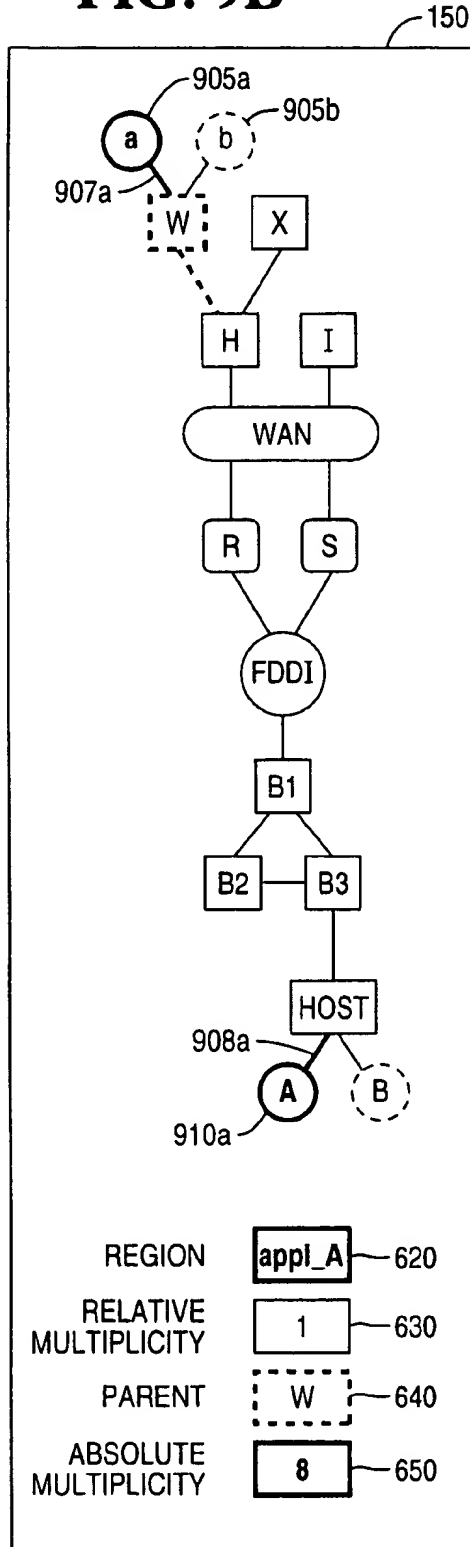 FIG. 9B
150
905a
a
b
905b
907a
W
X
H
I
WAN
R
S
FDDI
B1
B2
B3
HOST
908a
A
B
910a
REGION
appl_A
620
RELATIVE
MULTIPLICITY
1
630
PARENT
W
640
ABSOLUTE
MULTIPLICITY
8
650